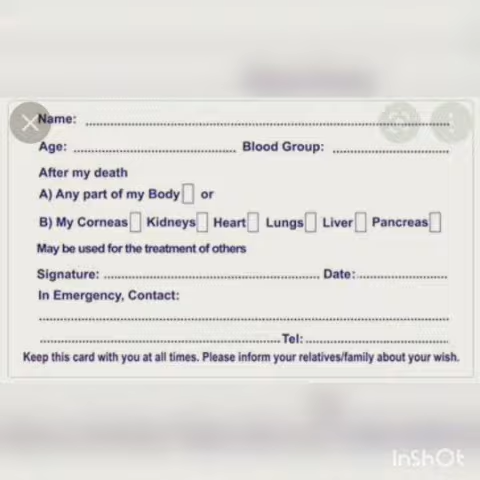 Name: ........................................................
Age: .............................. Blood Group: ..........................
After my death
A) Any part of my Body or
B) My Corneas Kidneys Heart Lungs Liver Pancreas
May be used for the treatment of others
Signature: .................................................. Date: ....................
In Emergency, Contact:
................................................................................
.................................................. Tel: ..............................
Keep this card with you at all times. Please inform your relatives/family about your wish.
InShOt